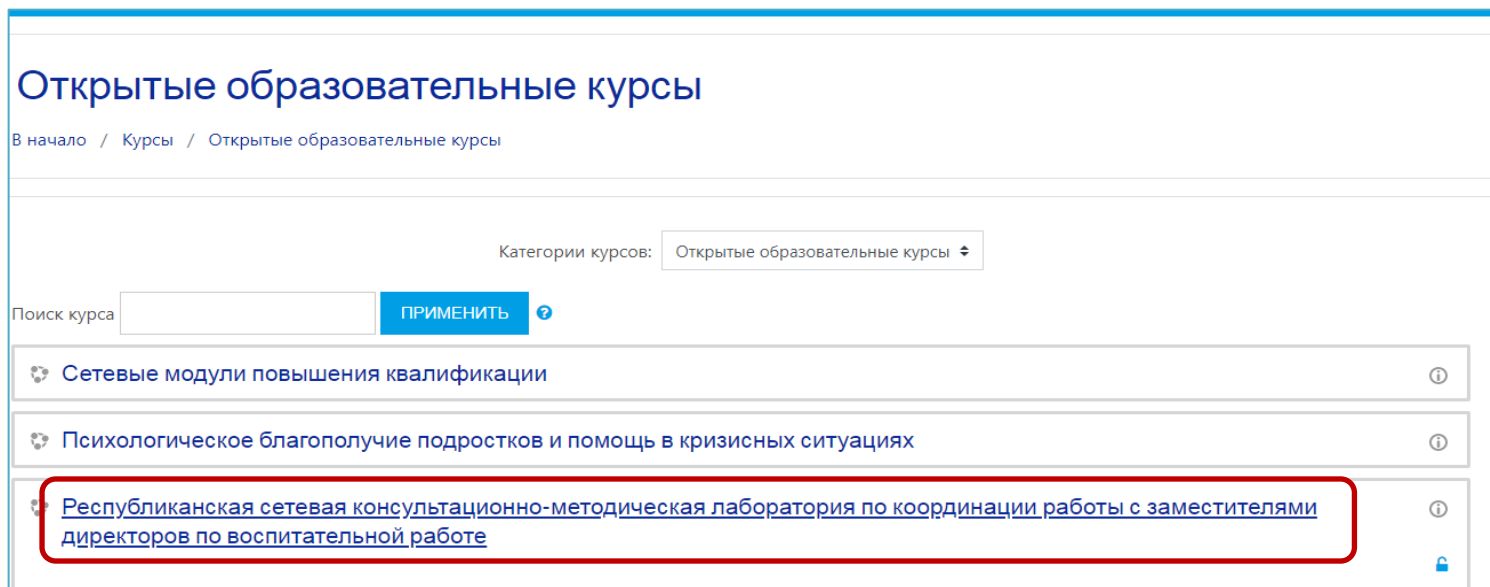 Открытые образовательные курсы
В начало / Курсы / Открытые образовательные курсы
Категории курсов: Открытые образовательные курсы
Поиск курса ПРИМЕНИТЬ
Сетевые модули повышения квалификации
Психологическое благополучие подростков и помощь в кризисных ситуациях
Республиканская сетевая консультационно-методическая лаборатория по координации работы с заместителями
директоров по воспитательной работе